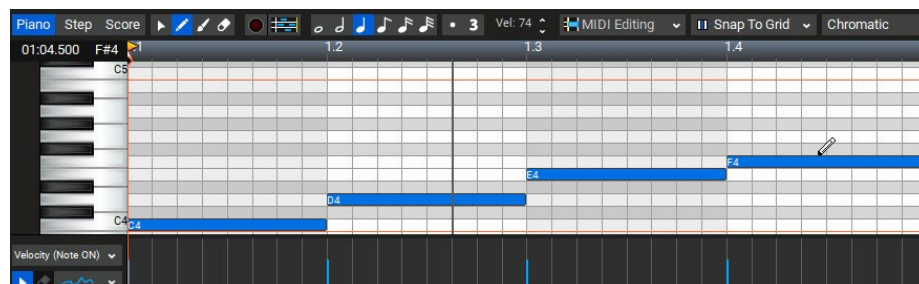 Piano Step Score 3 Vel: 74 MIDI Editing Snap To Grid Chromatic
01:04.500 F#4 1.2 1.3 1.4
C5
F4
E4
D4
C4 C4
Velocity (Note ON)